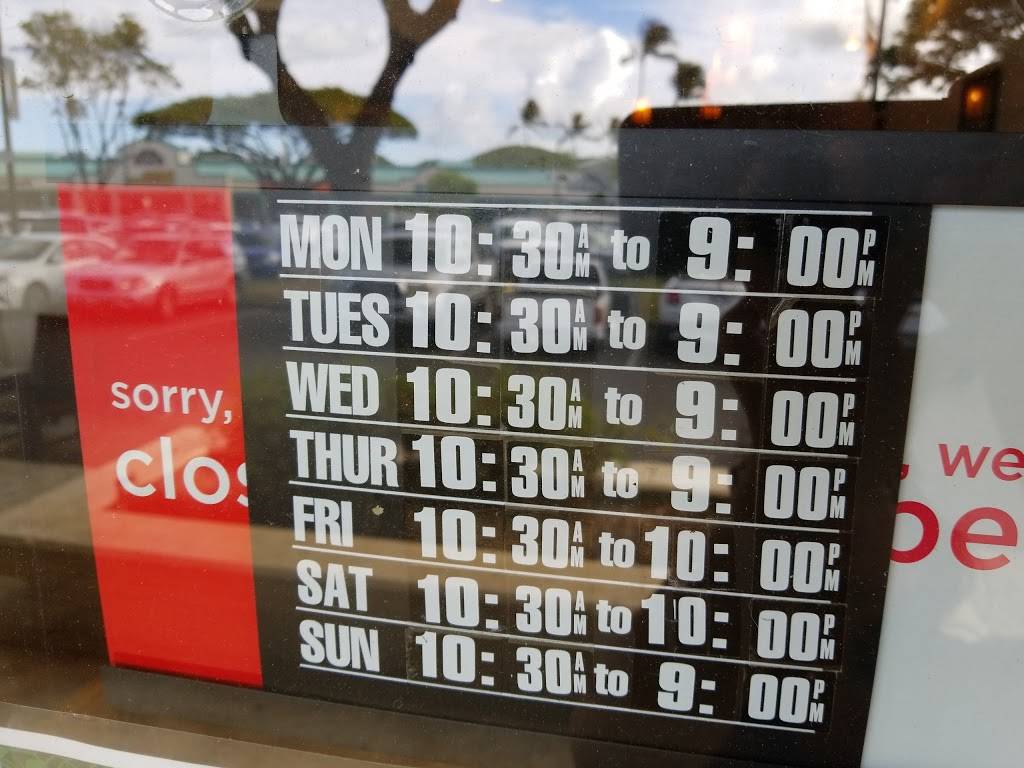 MON 10:30AM to 9:00PM
TUES 10:30AM to 9:00PM
WED 10:30AM to 9:00PM
THUR 10:30AM to 9:00PM
FRI 10:30AM to 10:00PM
SAT 10:30AM to 10:00PM
SUN 10:30AM to 9:00PM
sorry,
clos
, we
pe